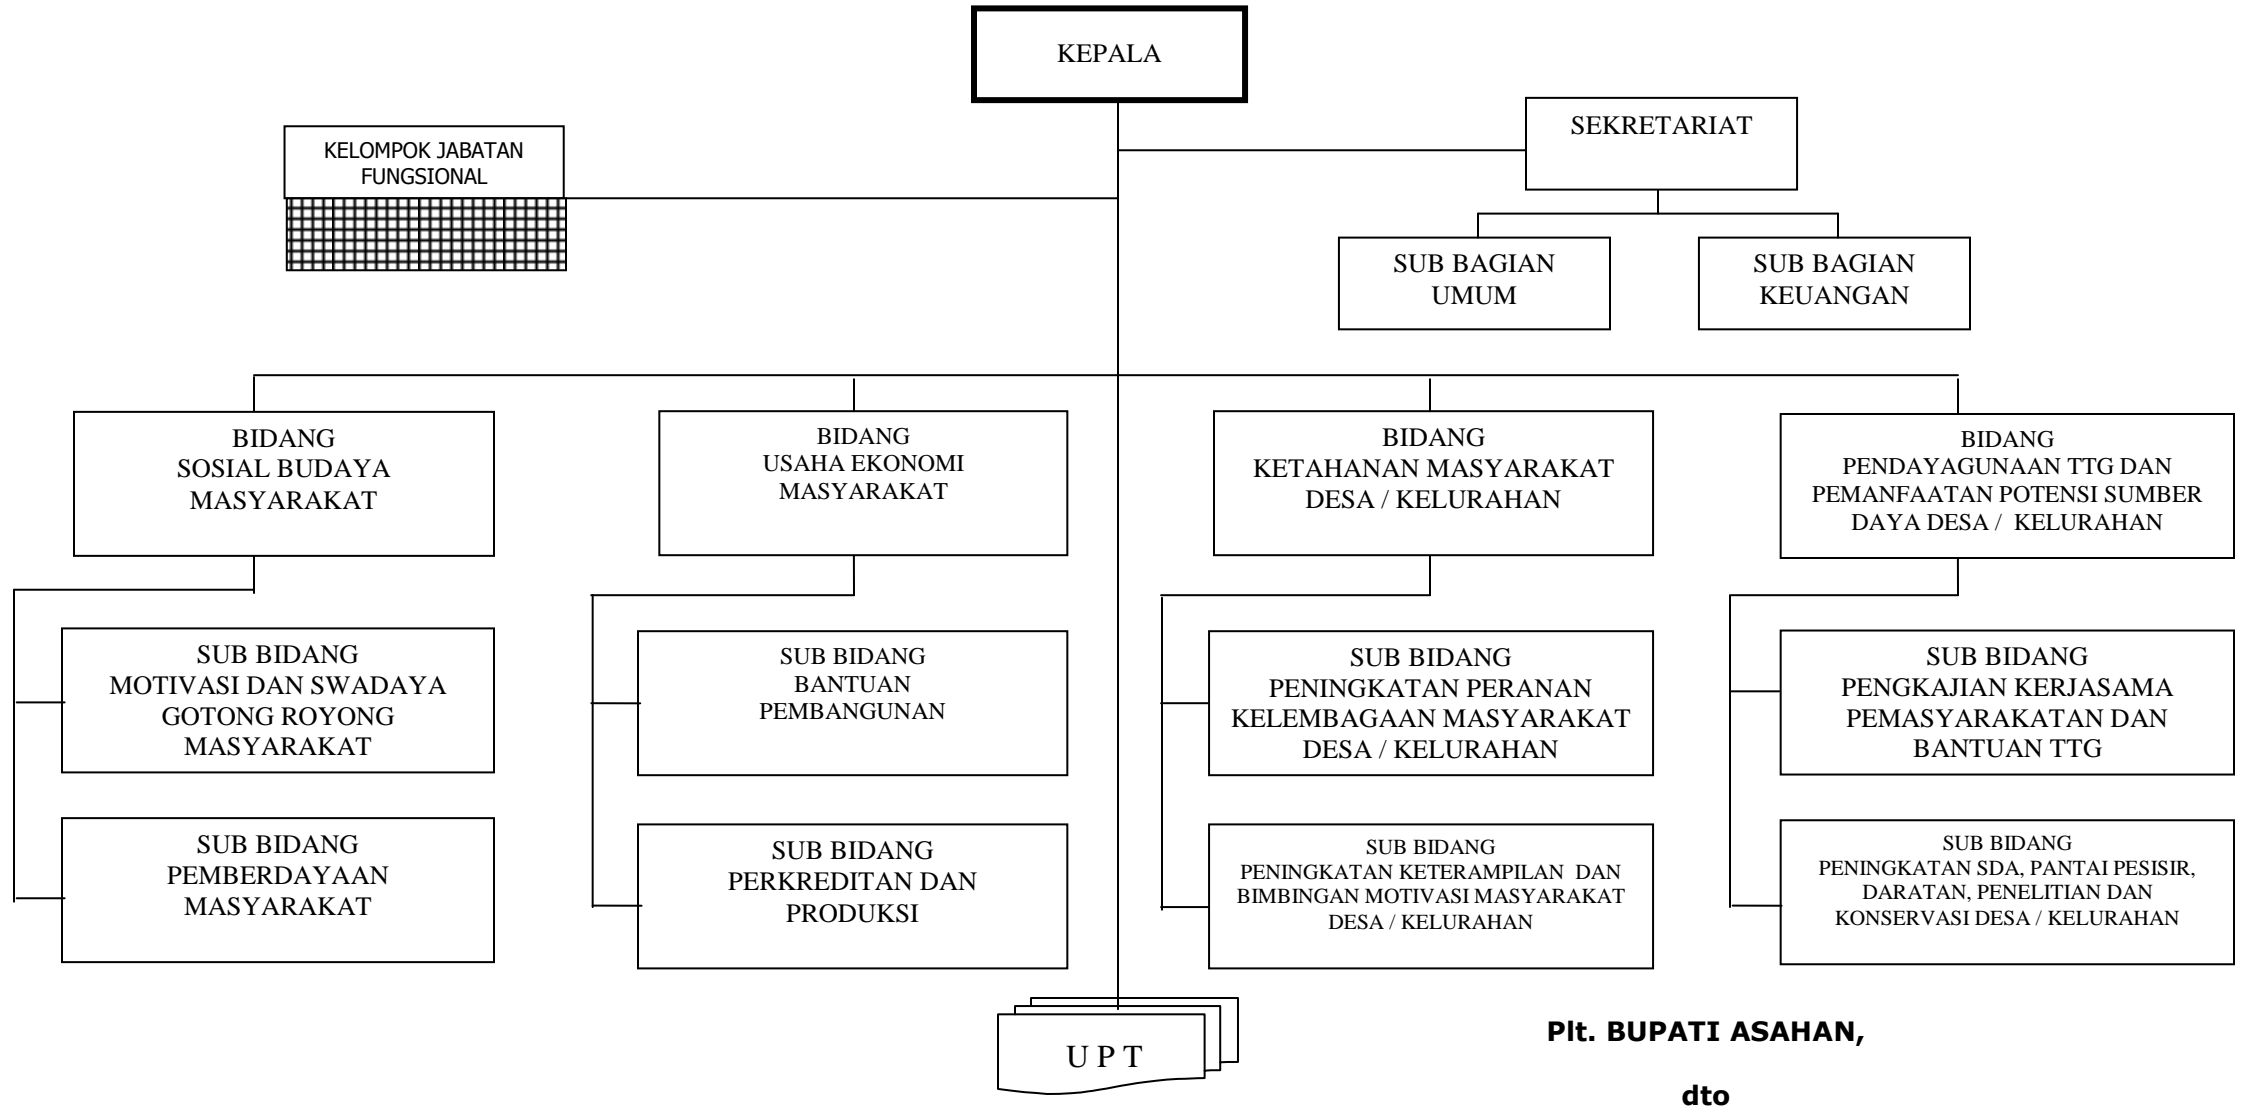 KEPALA
SEKRETARIAT
KELOMPOK JABATAN
FUNGSIONAL
SUB BAGIAN
UMUM
SUB BAGIAN
KEUANGAN
BIDANG
SOSIAL BUDAYA
MASYARAKAT
BIDANG
USAHA EKONOMI
MASYARAKAT
BIDANG
KETAHANAN MASYARAKAT
DESA / KELURAHAN
BIDANG
PENDAYAGUNAAN TTG DAN
PEMANFAATAN POTENSI SUMBER
DAYA DESA / KELURAHAN
SUB BIDANG
MOTIVASI DAN SWADAYA
GOTONG ROYONG
MASYARAKAT
SUB BIDANG
BANTUAN
PEMBANGUNAN
SUB BIDANG
PENINGKATAN PERANAN
KELEMBAGAAN MASYARAKAT
DESA / KELURAHAN
SUB BIDANG
PENGKAJIAN KERJASAMA
PEMASYARAKATAN DAN
BANTUAN TTG
SUB BIDANG
PEMBERDAYAAN
MASYARAKAT
SUB BIDANG
PERKREDITAN DAN
PRODUKSI
SUB BIDANG
PENINGKATAN KETERAMPILAN DAN
BIMBINGAN MOTIVASI MASYARAKAT
DESA / KELURAHAN
SUB BIDANG
PENINGKATAN SDA, PANTAI PESISIR,
DARATAN, PENELITIAN DAN
KONSERVASI DESA / KELURAHAN
U P T
Plt. BUPATI ASAHAN,
dto